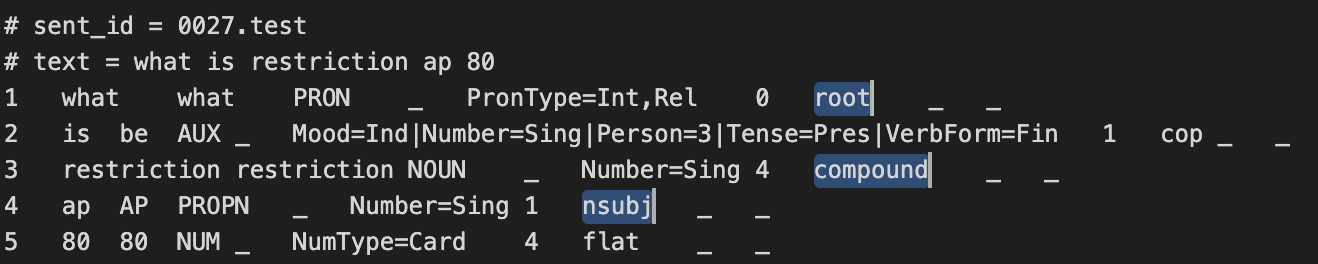 # sent_id = 0027.test
# text = what is restriction ap 80
1 what what PRON _ PronType=Int,Rel 0 root _ _
2 is be AUX _ Mood=Ind|Number=Sing|Person=3|Tense=Pres|VerbForm=Fin 1 cop _ _
3 restriction restriction NOUN _ Number=Sing 4 compound _ _
4 ap AP PROPN _ Number=Sing 1 nsubj _ _
5 80 80 NUM _ NumType=Card 4 flat _ _